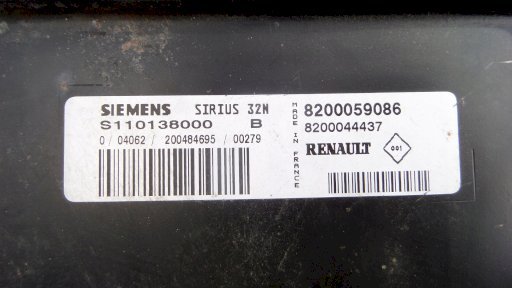 SIEMENS SIRIUS 32N
S110138000 B
0 / 04062 / 200484695 / 00279
MADE IN FRANCE
8200059086
8200044437
RENAULT 001